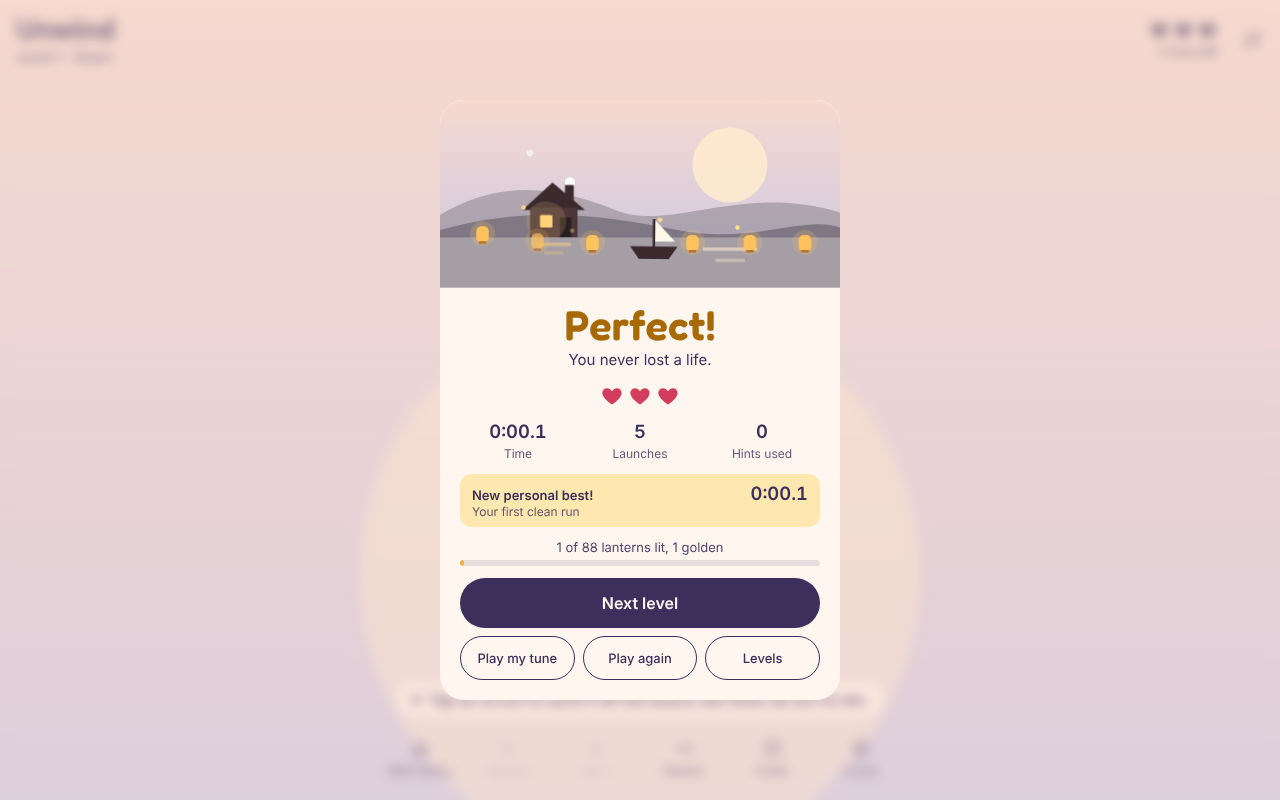 Unwind
Perfect!
You never lost a life.
0:00.1 5 0
Time Launches Hints used
New personal best! 0:00.1
Your first clean run
1 of 88 lanterns lit, 1 golden
Next level
Play my tune Play again Levels